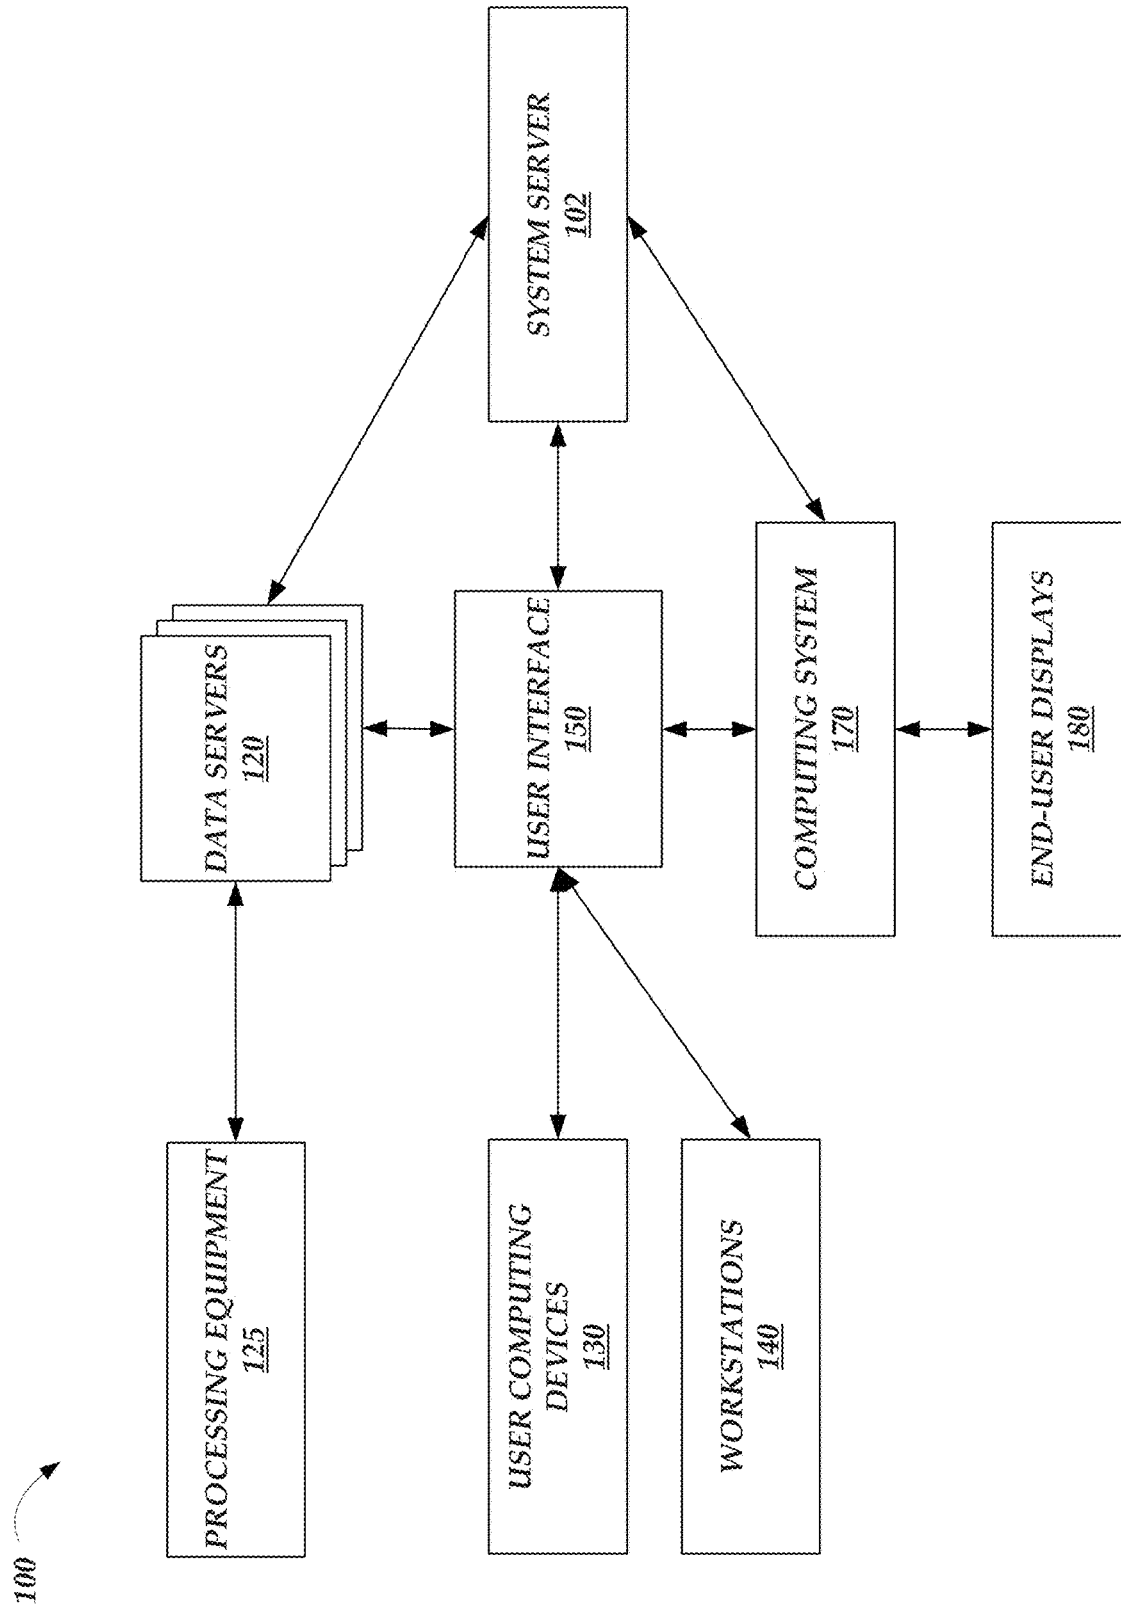 100
PROCESSING EQUIPMENT
125
DATA SERVERS
120
USER COMPUTING
DEVICES
130
USER INTERFACE
150
SYSTEM SERVER
102
WORKSTATIONS
140
COMPUTING SYSTEM
170
END-USER DISPLAYS
180